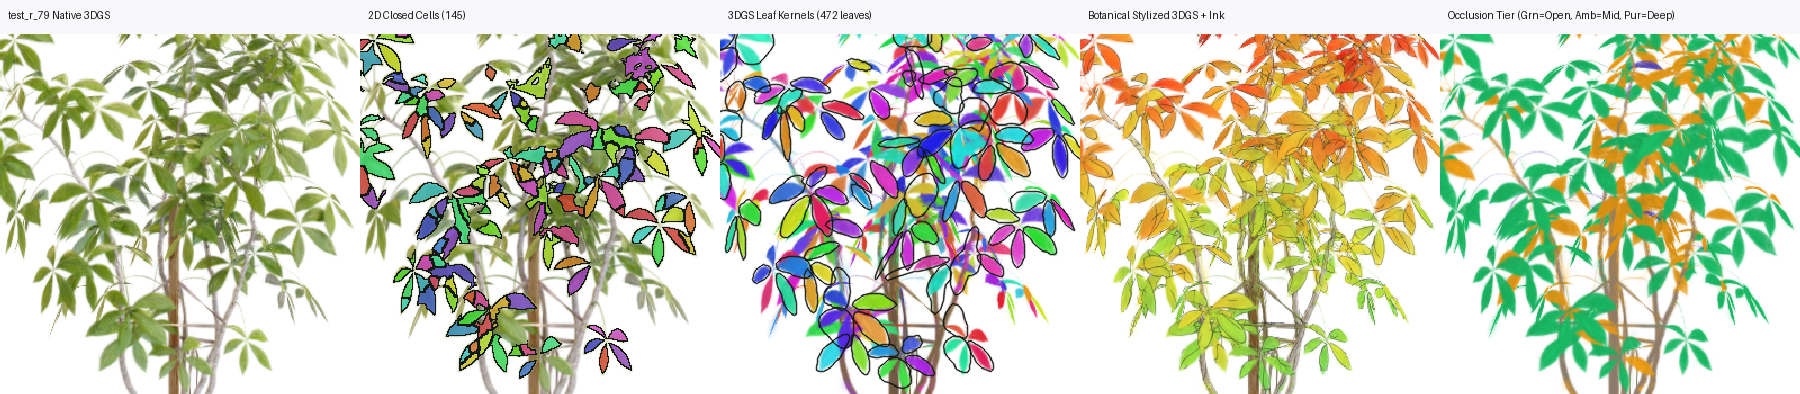 test_r_79 Native 3DGS
2D Closed Cells (145)
3DGS Leaf Kernels (472 leaves)
Botanical Stylized 3DGS + Ink
Occlusion Tier (Grn=Open, Amb=Mid, Pur=Deep)